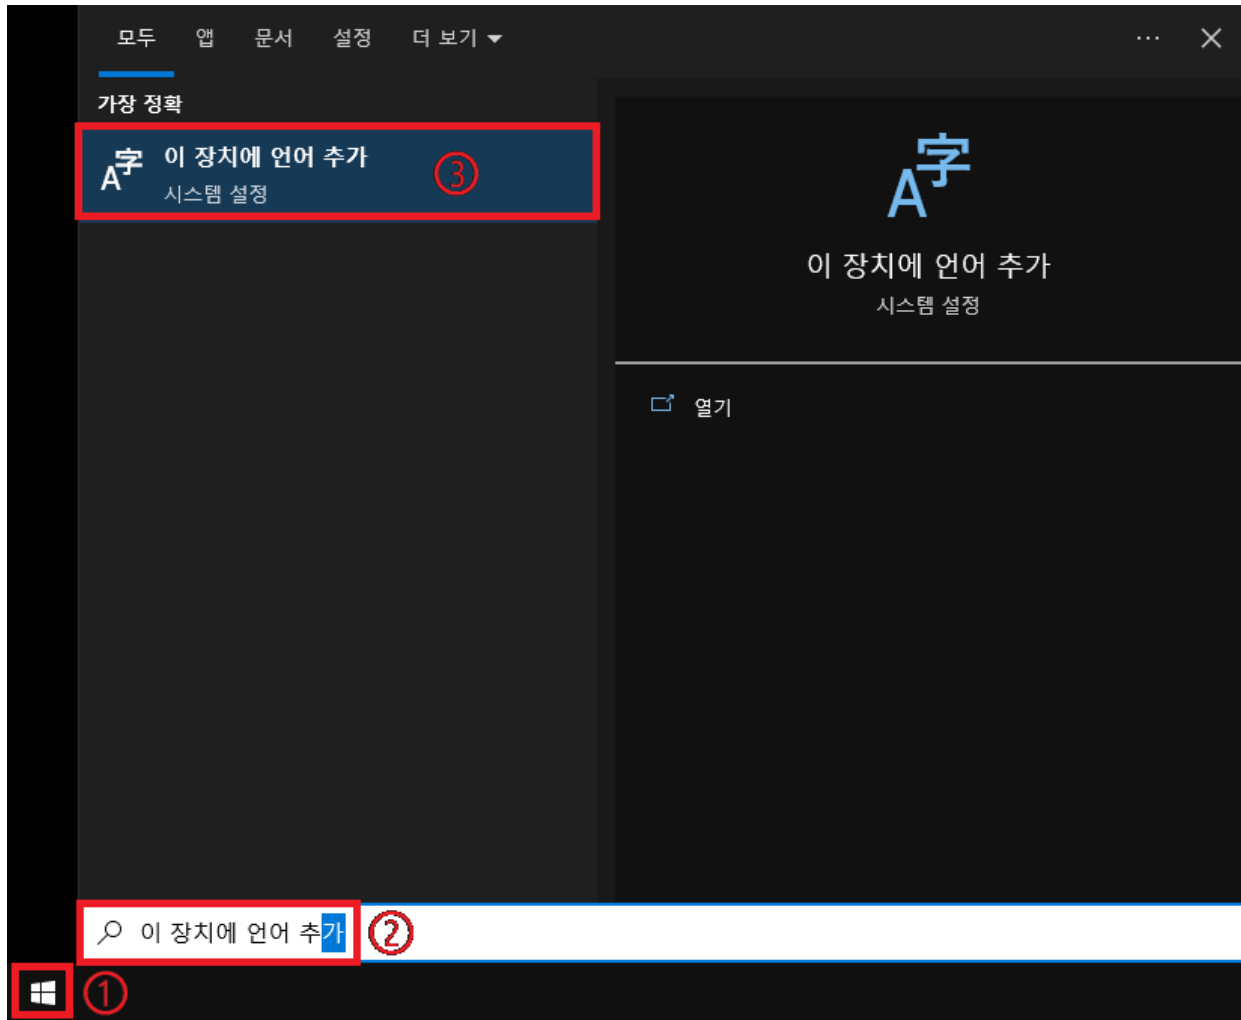 모두 앱 문서 설정 더 보기
가장 정확
이 장치에 언어 추가
시스템 설정
③
A字
이 장치에 언어 추가
시스템 설정
열기
이 장치에 언어 추가 ②
①